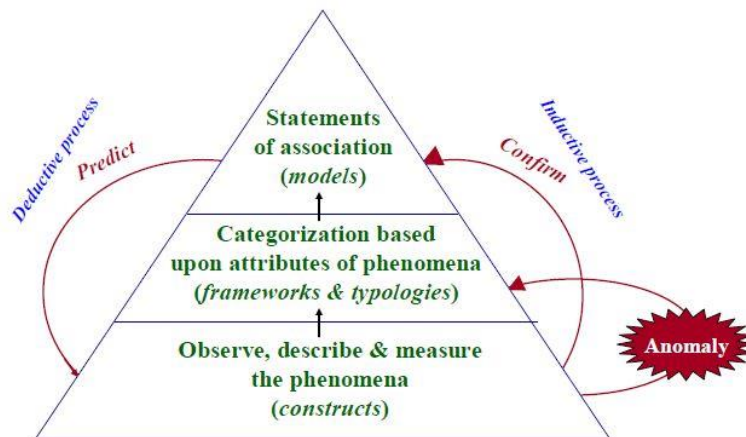 Statements
of association
(models)
Deductive process
Predict
Confirm
Inductive process
Categorization based
upon attributes of phenomena
(frameworks & typologies)
Observe, describe & measure
the phenomena
(constructs)
Anomaly